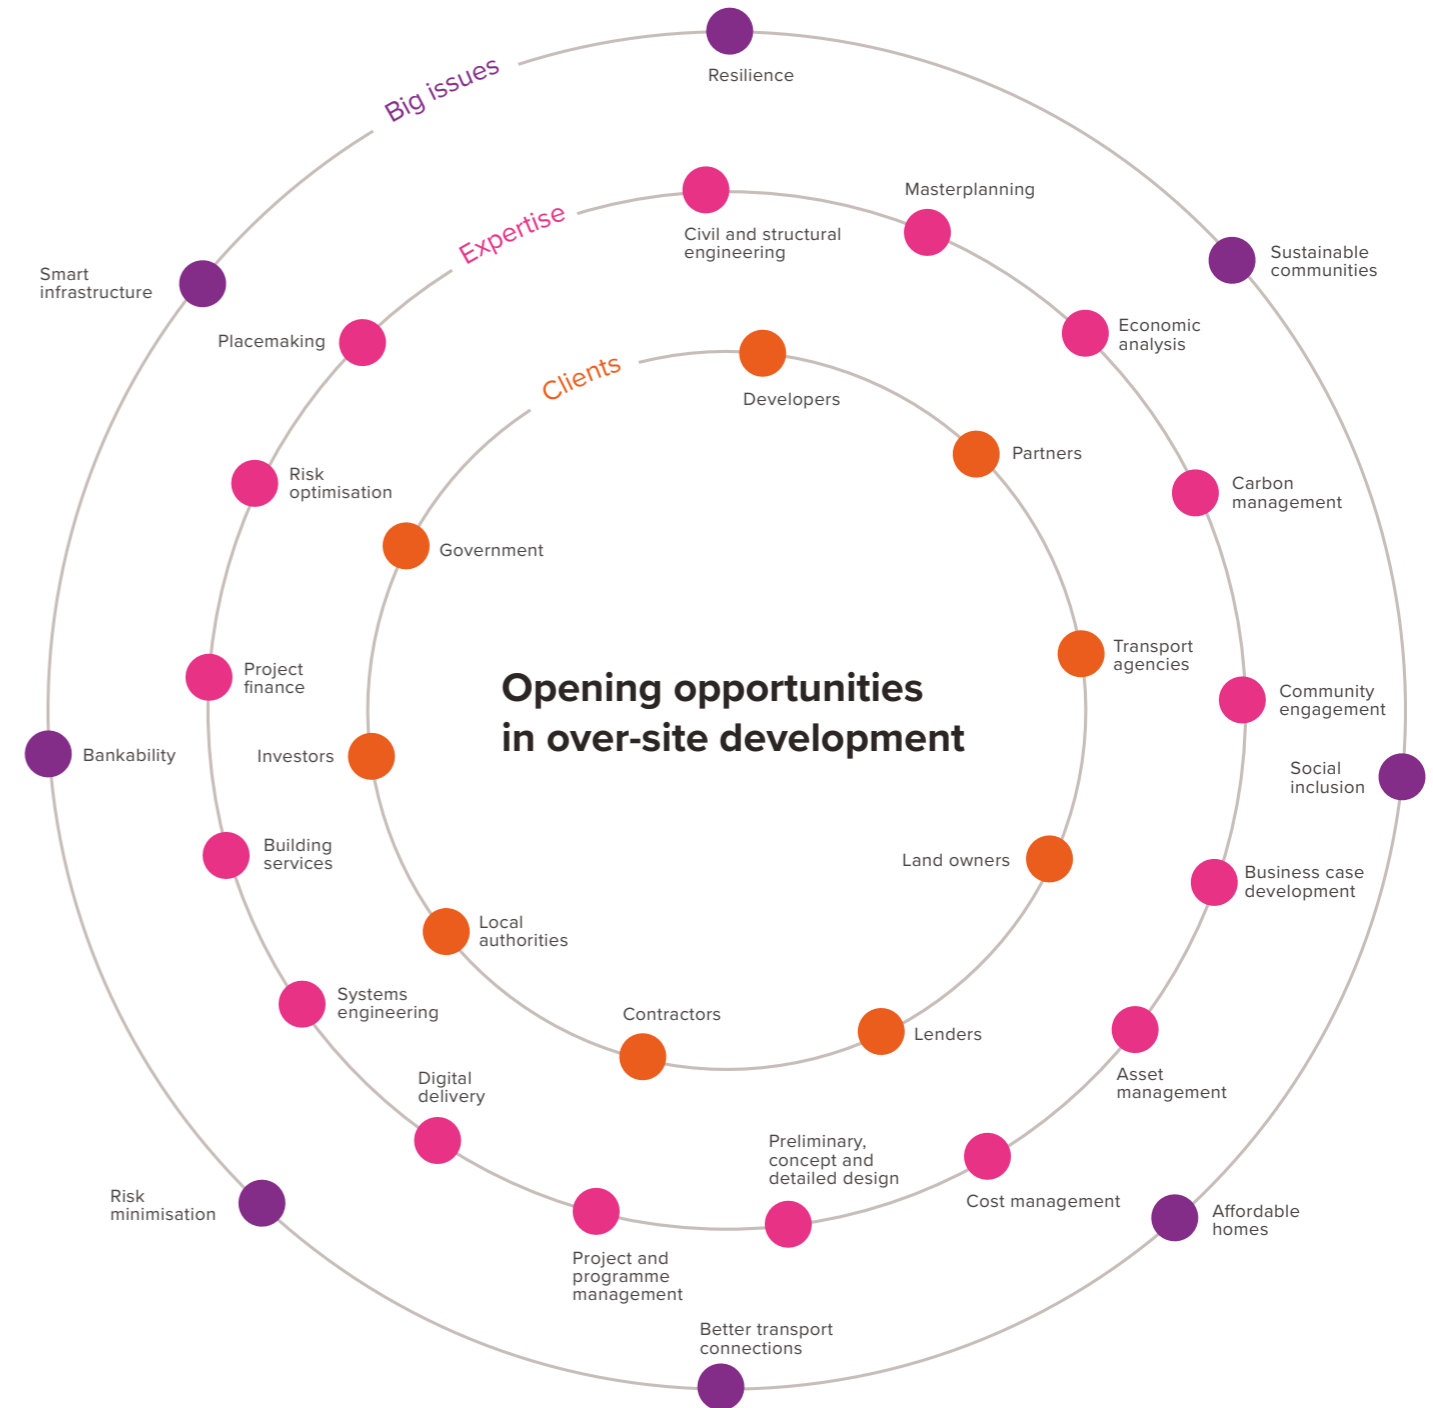 Big issues
Resilience
Sustainable
communities
Social
inclusion
Affordable
homes
Better transport
connections
Risk
minimisation
Bankability
Smart
infrastructure
Expertise
Civil and structural
engineering
Masterplanning
Economic
analysis
Carbon
management
Community
engagement
Business case
development
Asset
management
Cost management
Preliminary,
concept and
detailed design
Project and
programme
management
Digital
delivery
Systems
engineering
Building
services
Project
finance
Risk
optimisation
Placemaking
Clients
Developers
Partners
Transport
agencies
Land owners
Lenders
Contractors
Local
authorities
Investors
Government
Opening opportunities
in over-site development